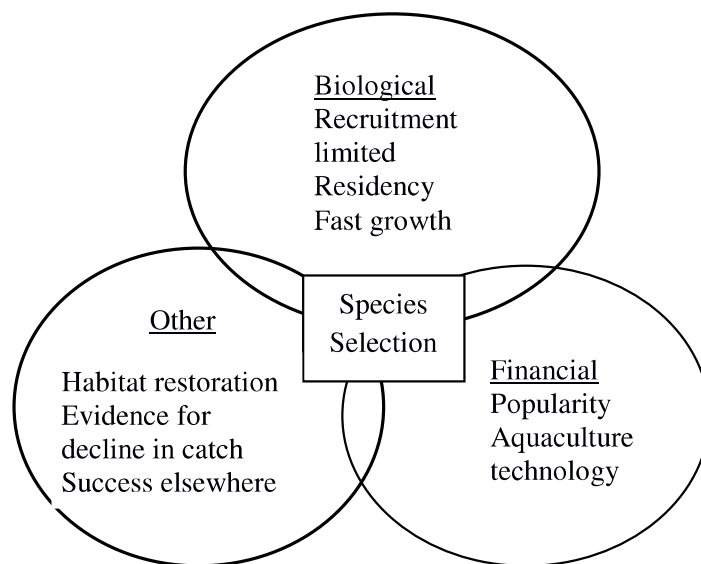 Biological
Recruitment
limited
Residency
Fast growth
Species
Selection
Other
Habitat restoration
Evidence for
decline in catch
Success elsewhere
Financial
Popularity
Aquaculture
technology